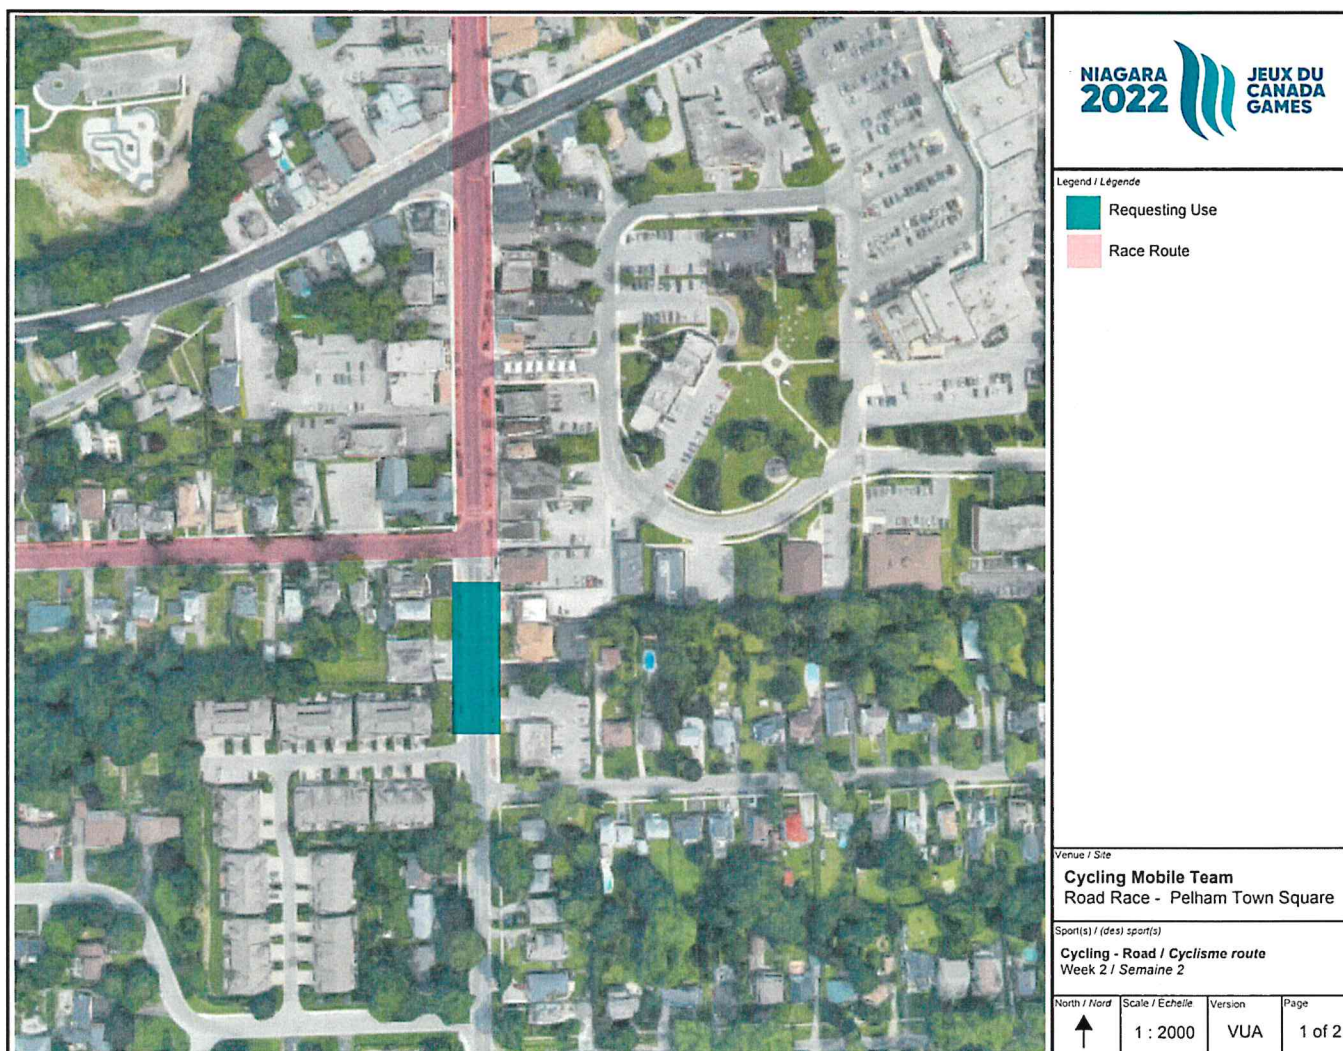 NIAGARA
2022
JEUX DU
CANADA
GAMES
Legend / Légende
Requesting Use
Race Route
Venue / Site
Cycling Mobile Team
Road Race - Pelham Town Square
Sport(s) / (des) sport(s)
Cycling - Road / Cyclisme route
Week 2 / Semaine 2
North / Nord
Scale / Échelle
Version
Page
1 : 2000
VUA
1 of 2